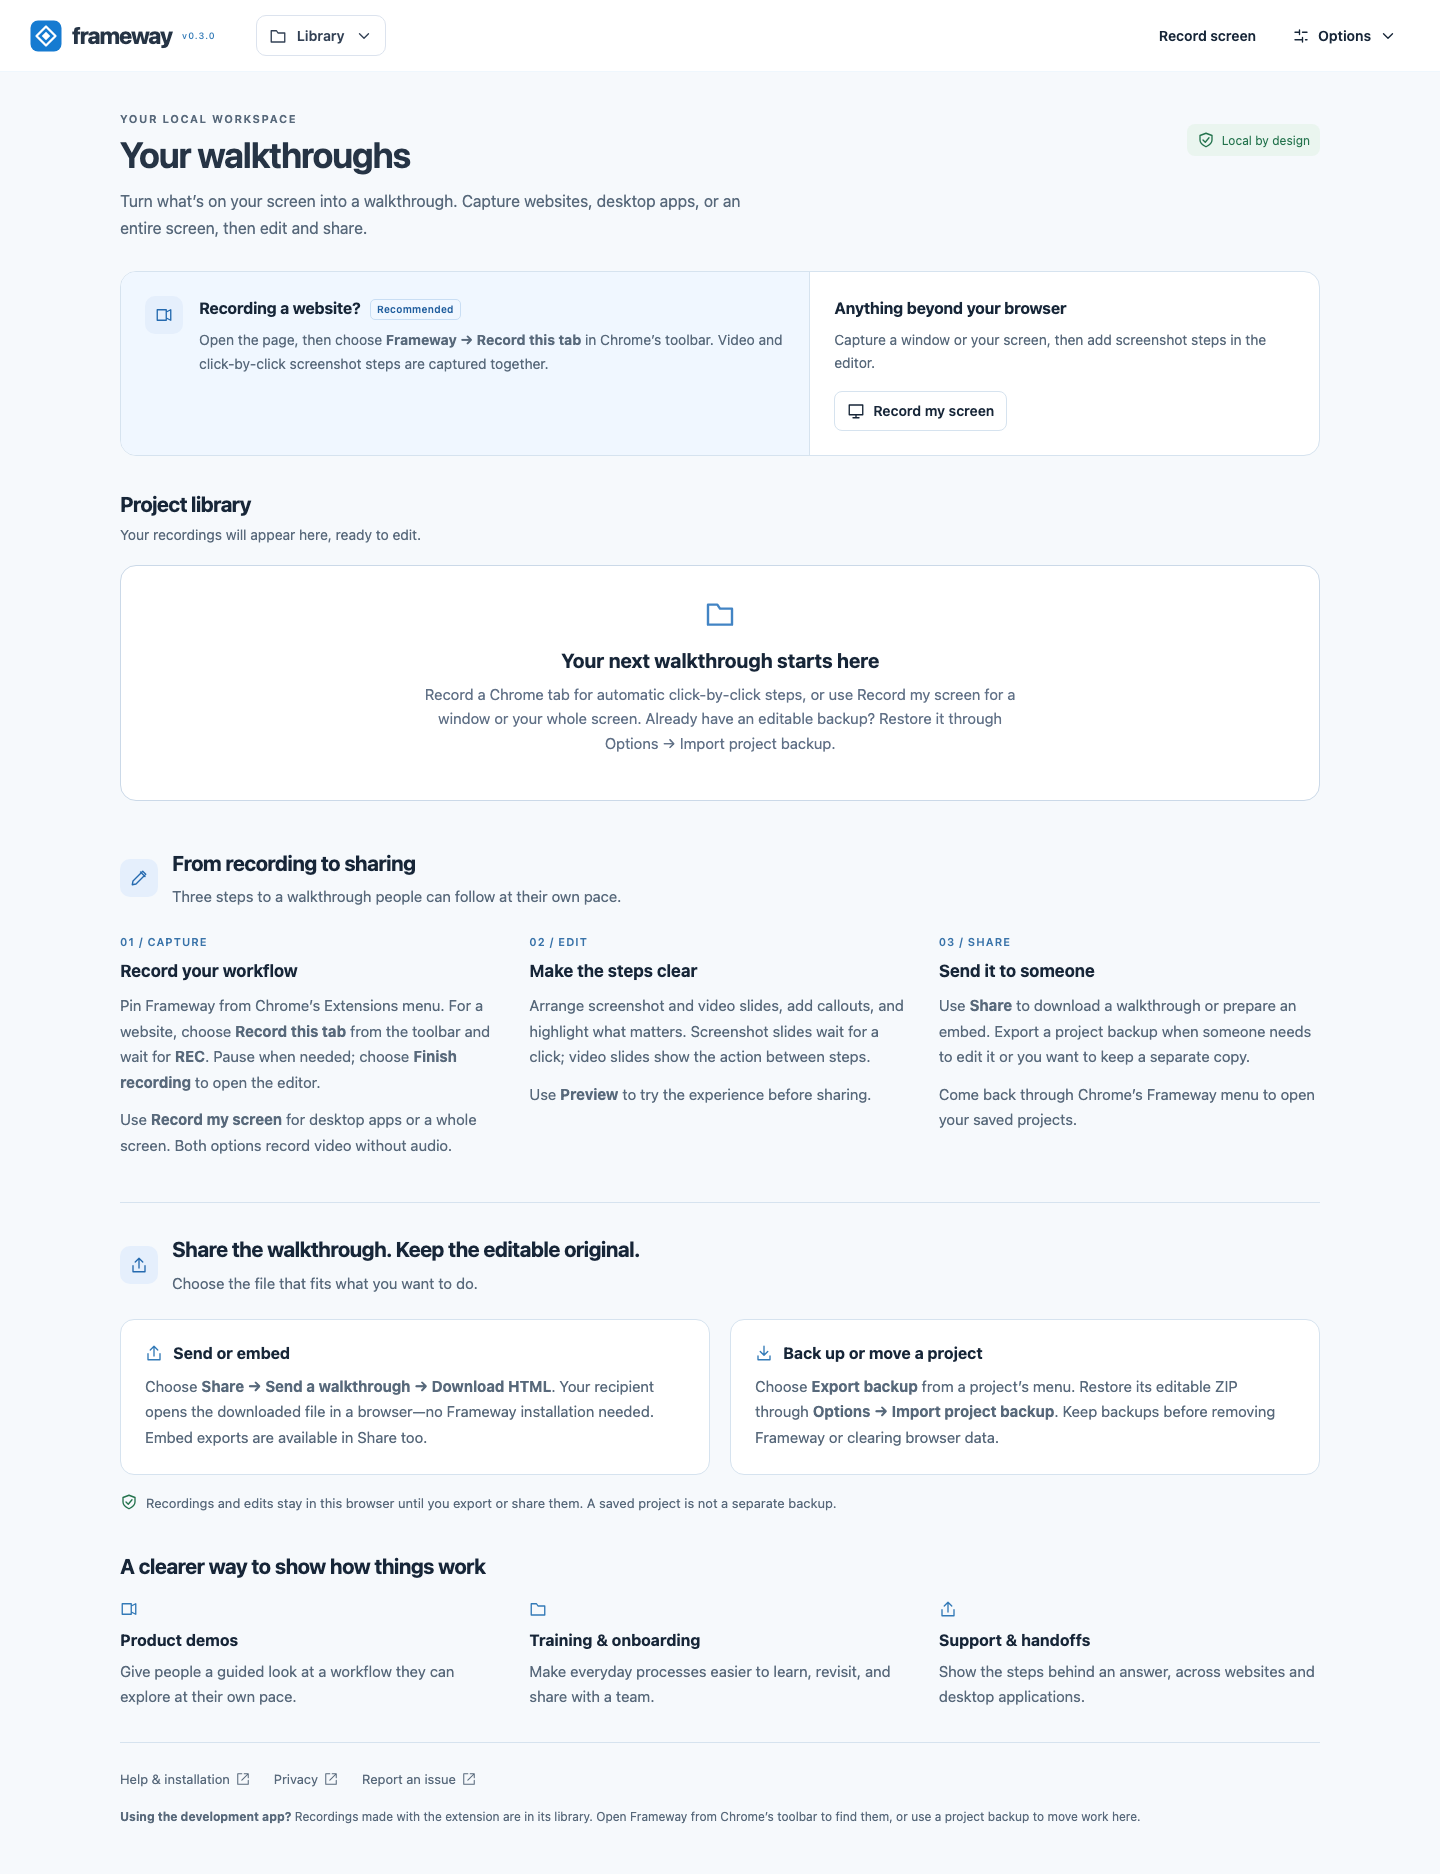 frameway v0.3.0
Library
Record screen
Options
YOUR LOCAL WORKSPACE
Your walkthroughs
Local by design
Turn what’s on your screen into a walkthrough. Capture websites, desktop apps, or an
entire screen, then edit and share.
Recording a website? Recommended
Open the page, then choose Frameway → Record this tab in Chrome’s toolbar. Video and
click-by-click screenshot steps are captured together.
Anything beyond your browser
Capture a window or your screen, then add screenshot steps in the
editor.
Record my screen
Project library
Your recordings will appear here, ready to edit.
Your next walkthrough starts here
Record a Chrome tab for automatic click-by-click steps, or use Record my screen for a
window or your whole screen. Already have an editable backup? Restore it through
Options → Import project backup.
From recording to sharing
Three steps to a walkthrough people can follow at their own pace.
01 / CAPTURE
Record your workflow
Pin Frameway from Chrome’s Extensions menu. For a
website, choose Record this tab from the toolbar and
wait for REC. Pause when needed; choose Finish
recording to open the editor.
Use Record my screen for desktop apps or a whole
screen. Both options record video without audio.
02 / EDIT
Make the steps clear
Arrange screenshot and video slides, add callouts, and
highlight what matters. Screenshot slides wait for a
click; video slides show the action between steps.
Use Preview to try the experience before sharing.
03 / SHARE
Send it to someone
Use Share to download a walkthrough or prepare an
embed. Export a project backup when someone needs
to edit it or you want to keep a separate copy.
Come back through Chrome’s Frameway menu to open
your saved projects.
Share the walkthrough. Keep the editable original.
Choose the file that fits what you want to do.
Send or embed
Choose Share → Send a walkthrough → Download HTML. Your recipient
opens the downloaded file in a browser—no Frameway installation needed.
Embed exports are available in Share too.
Back up or move a project
Choose Export backup from a project’s menu. Restore its editable ZIP
through Options → Import project backup. Keep backups before removing
Frameway or clearing browser data.
Recordings and edits stay in this browser until you export or share them. A saved project is not a separate backup.
A clearer way to show how things work
Product demos
Give people a guided look at a workflow they can
explore at their own pace.
Training & onboarding
Make everyday processes easier to learn, revisit, and
share with a team.
Support & handoffs
Show the steps behind an answer, across websites and
desktop applications.
Help & installation
Privacy
Report an issue
Using the development app? Recordings made with the extension are in its library. Open Frameway from Chrome’s toolbar to find them, or use a project backup to move work here.